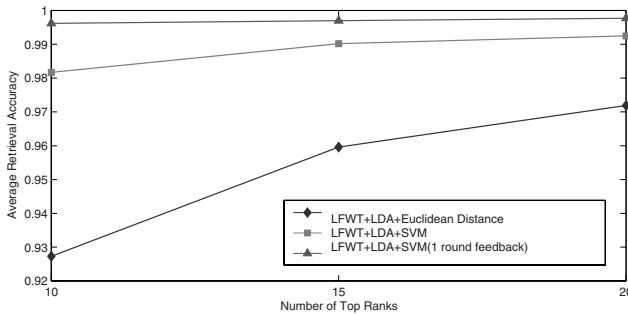 1
0.99
0.98
0.97
0.96
0.95
0.94
0.93
0.92
Average Retrieval Accuracy
LFWT+LDA+Euclidean Distance
LFWT+LDA+SVM
LFWT+LDA+SVM(1 round feedback)
10
15
20
Number of Top Ranks